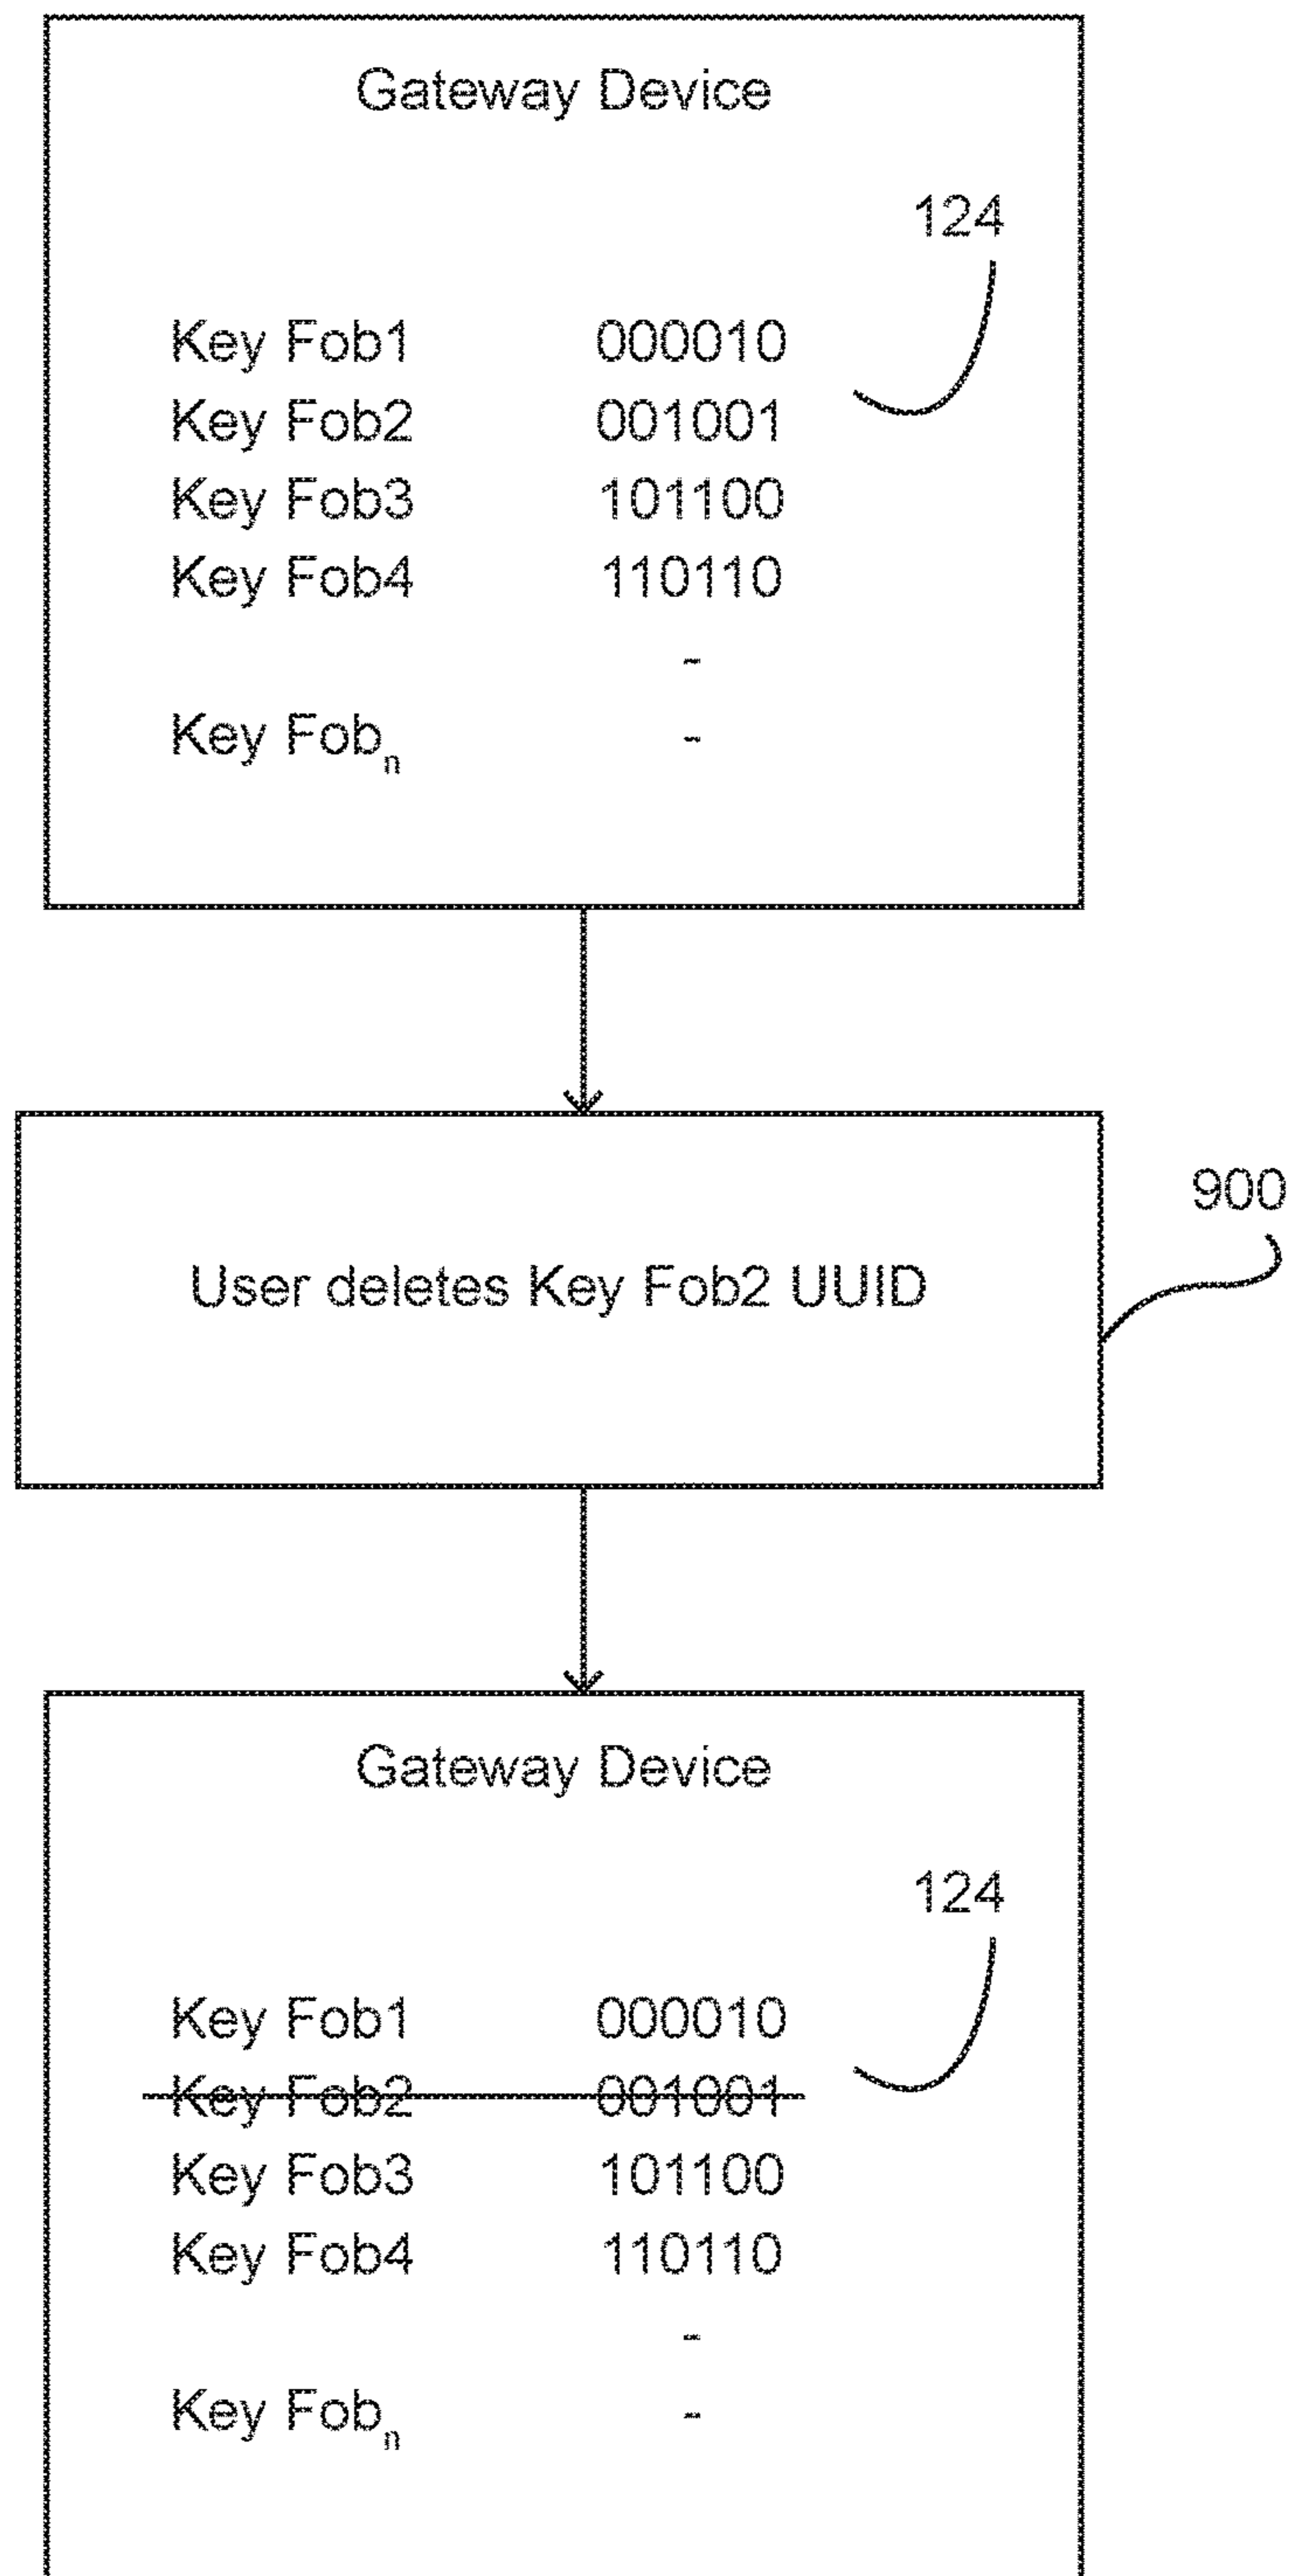 Gateway Device
124
Key Fob1 000010
Key Fob2 001001
Key Fob3 101100
Key Fob4 110110
-
Key Fobn -
900
User deletes Key Fob2 UUID
Gateway Device
124
Key Fob1 000010
Key Fob2 001001
Key Fob3 101100
Key Fob4 110110
-
Key Fobn -